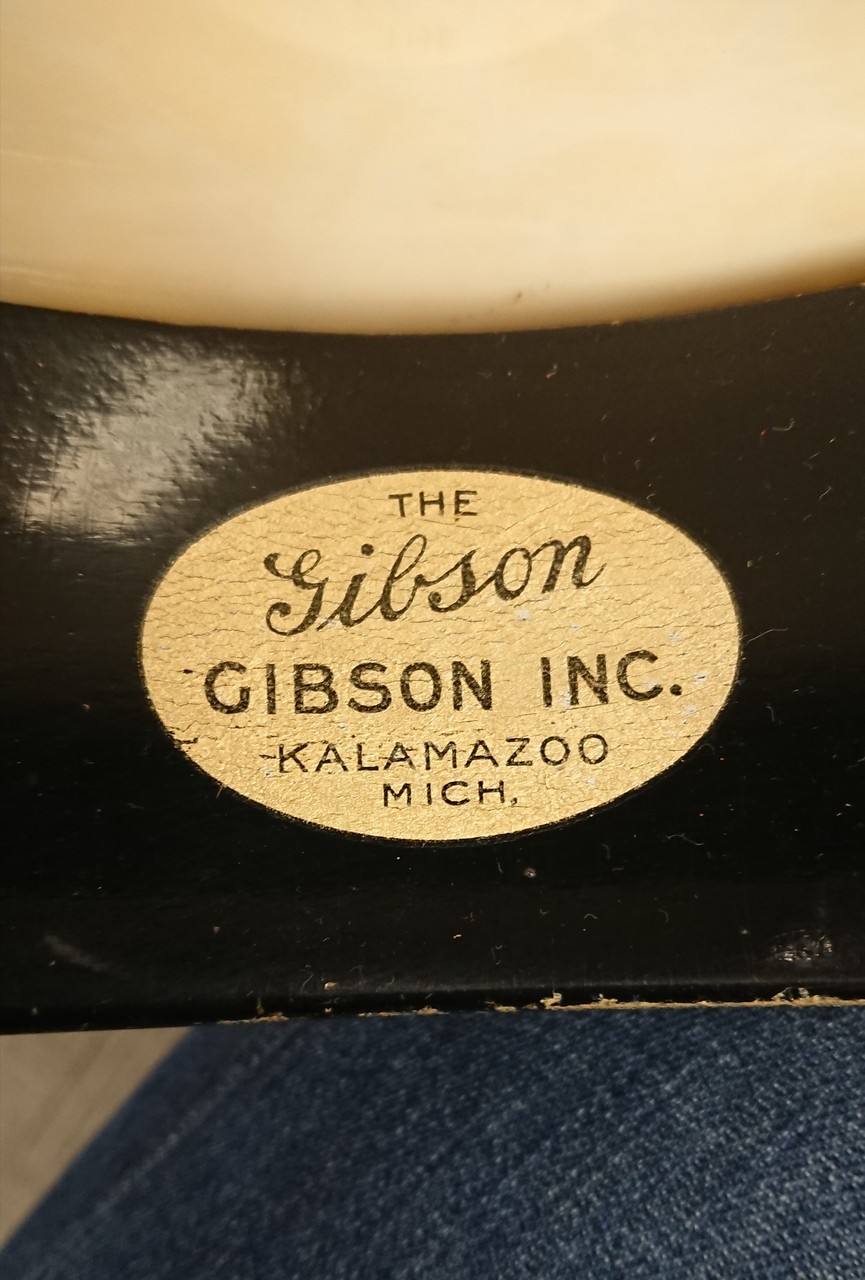 THE
Gibson
GIBSON INC.
KALAMAZOO
MICH.